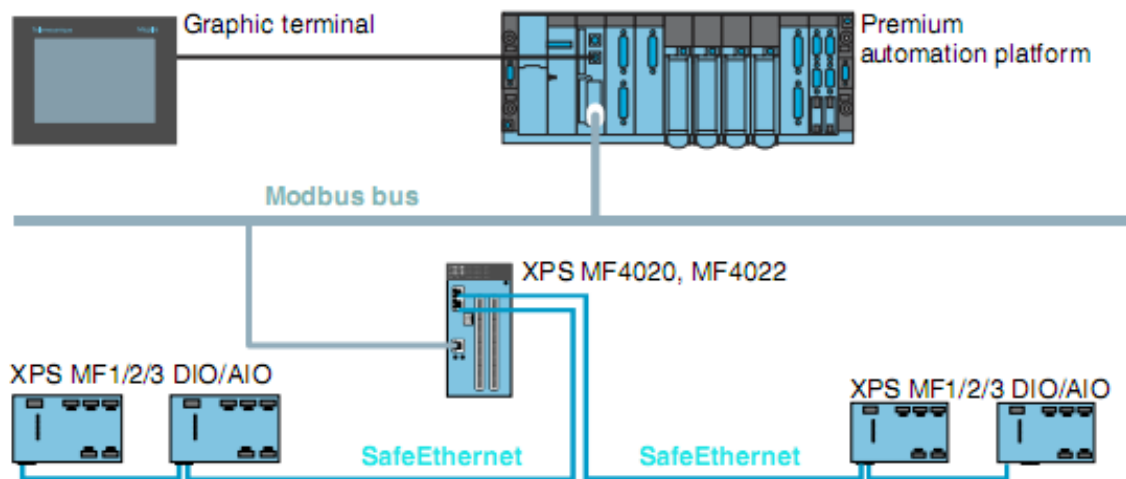 Graphic terminal
Premium
automation platform
Modbus bus
XPS MF4020, MF4022
XPS MF1/2/3 DIO/AIO
XPS MF1/2/3 DIO/AIO
SafeEthernet
SafeEthernet